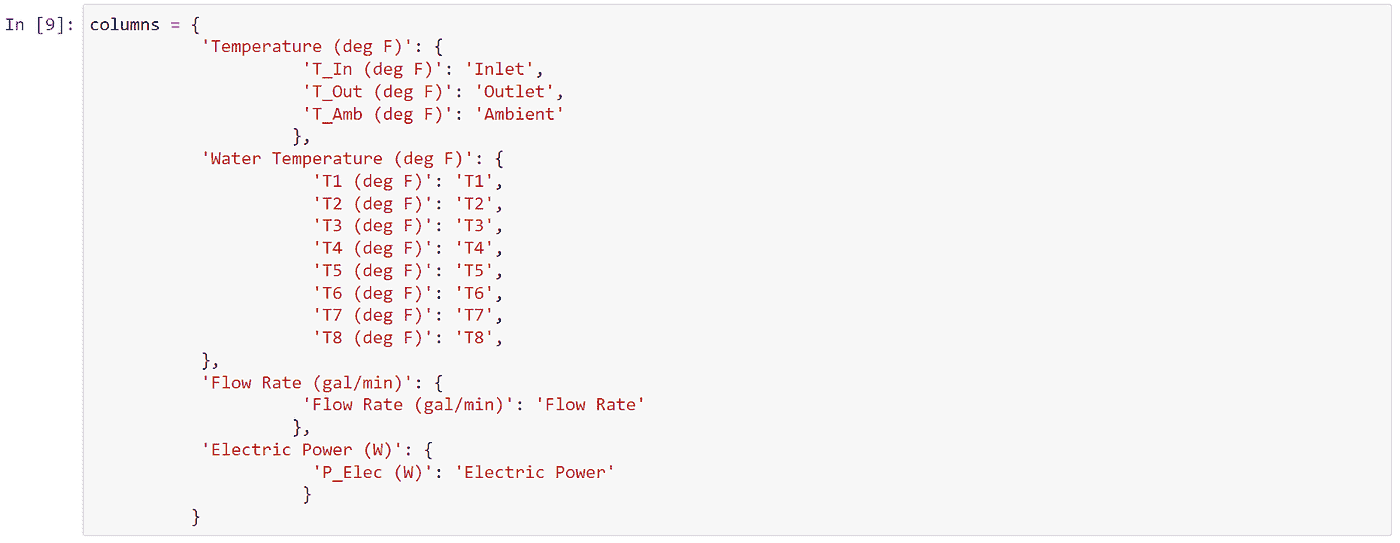 In [9]: columns = {
'Temperature (deg F)': {
'T_In (deg F)': 'Inlet',
'T_Out (deg F)': 'Outlet',
'T_Amb (deg F)': 'Ambient'
},
'Water Temperature (deg F)': {
'T1 (deg F)': 'T1',
'T2 (deg F)': 'T2',
'T3 (deg F)': 'T3',
'T4 (deg F)': 'T4',
'T5 (deg F)': 'T5',
'T6 (deg F)': 'T6',
'T7 (deg F)': 'T7',
'T8 (deg F)': 'T8',
},
'Flow Rate (gal/min)': {
'Flow Rate (gal/min)': 'Flow Rate'
},
'Electric Power (W)': {
'P_Elec (W)': 'Electric Power'
}
}